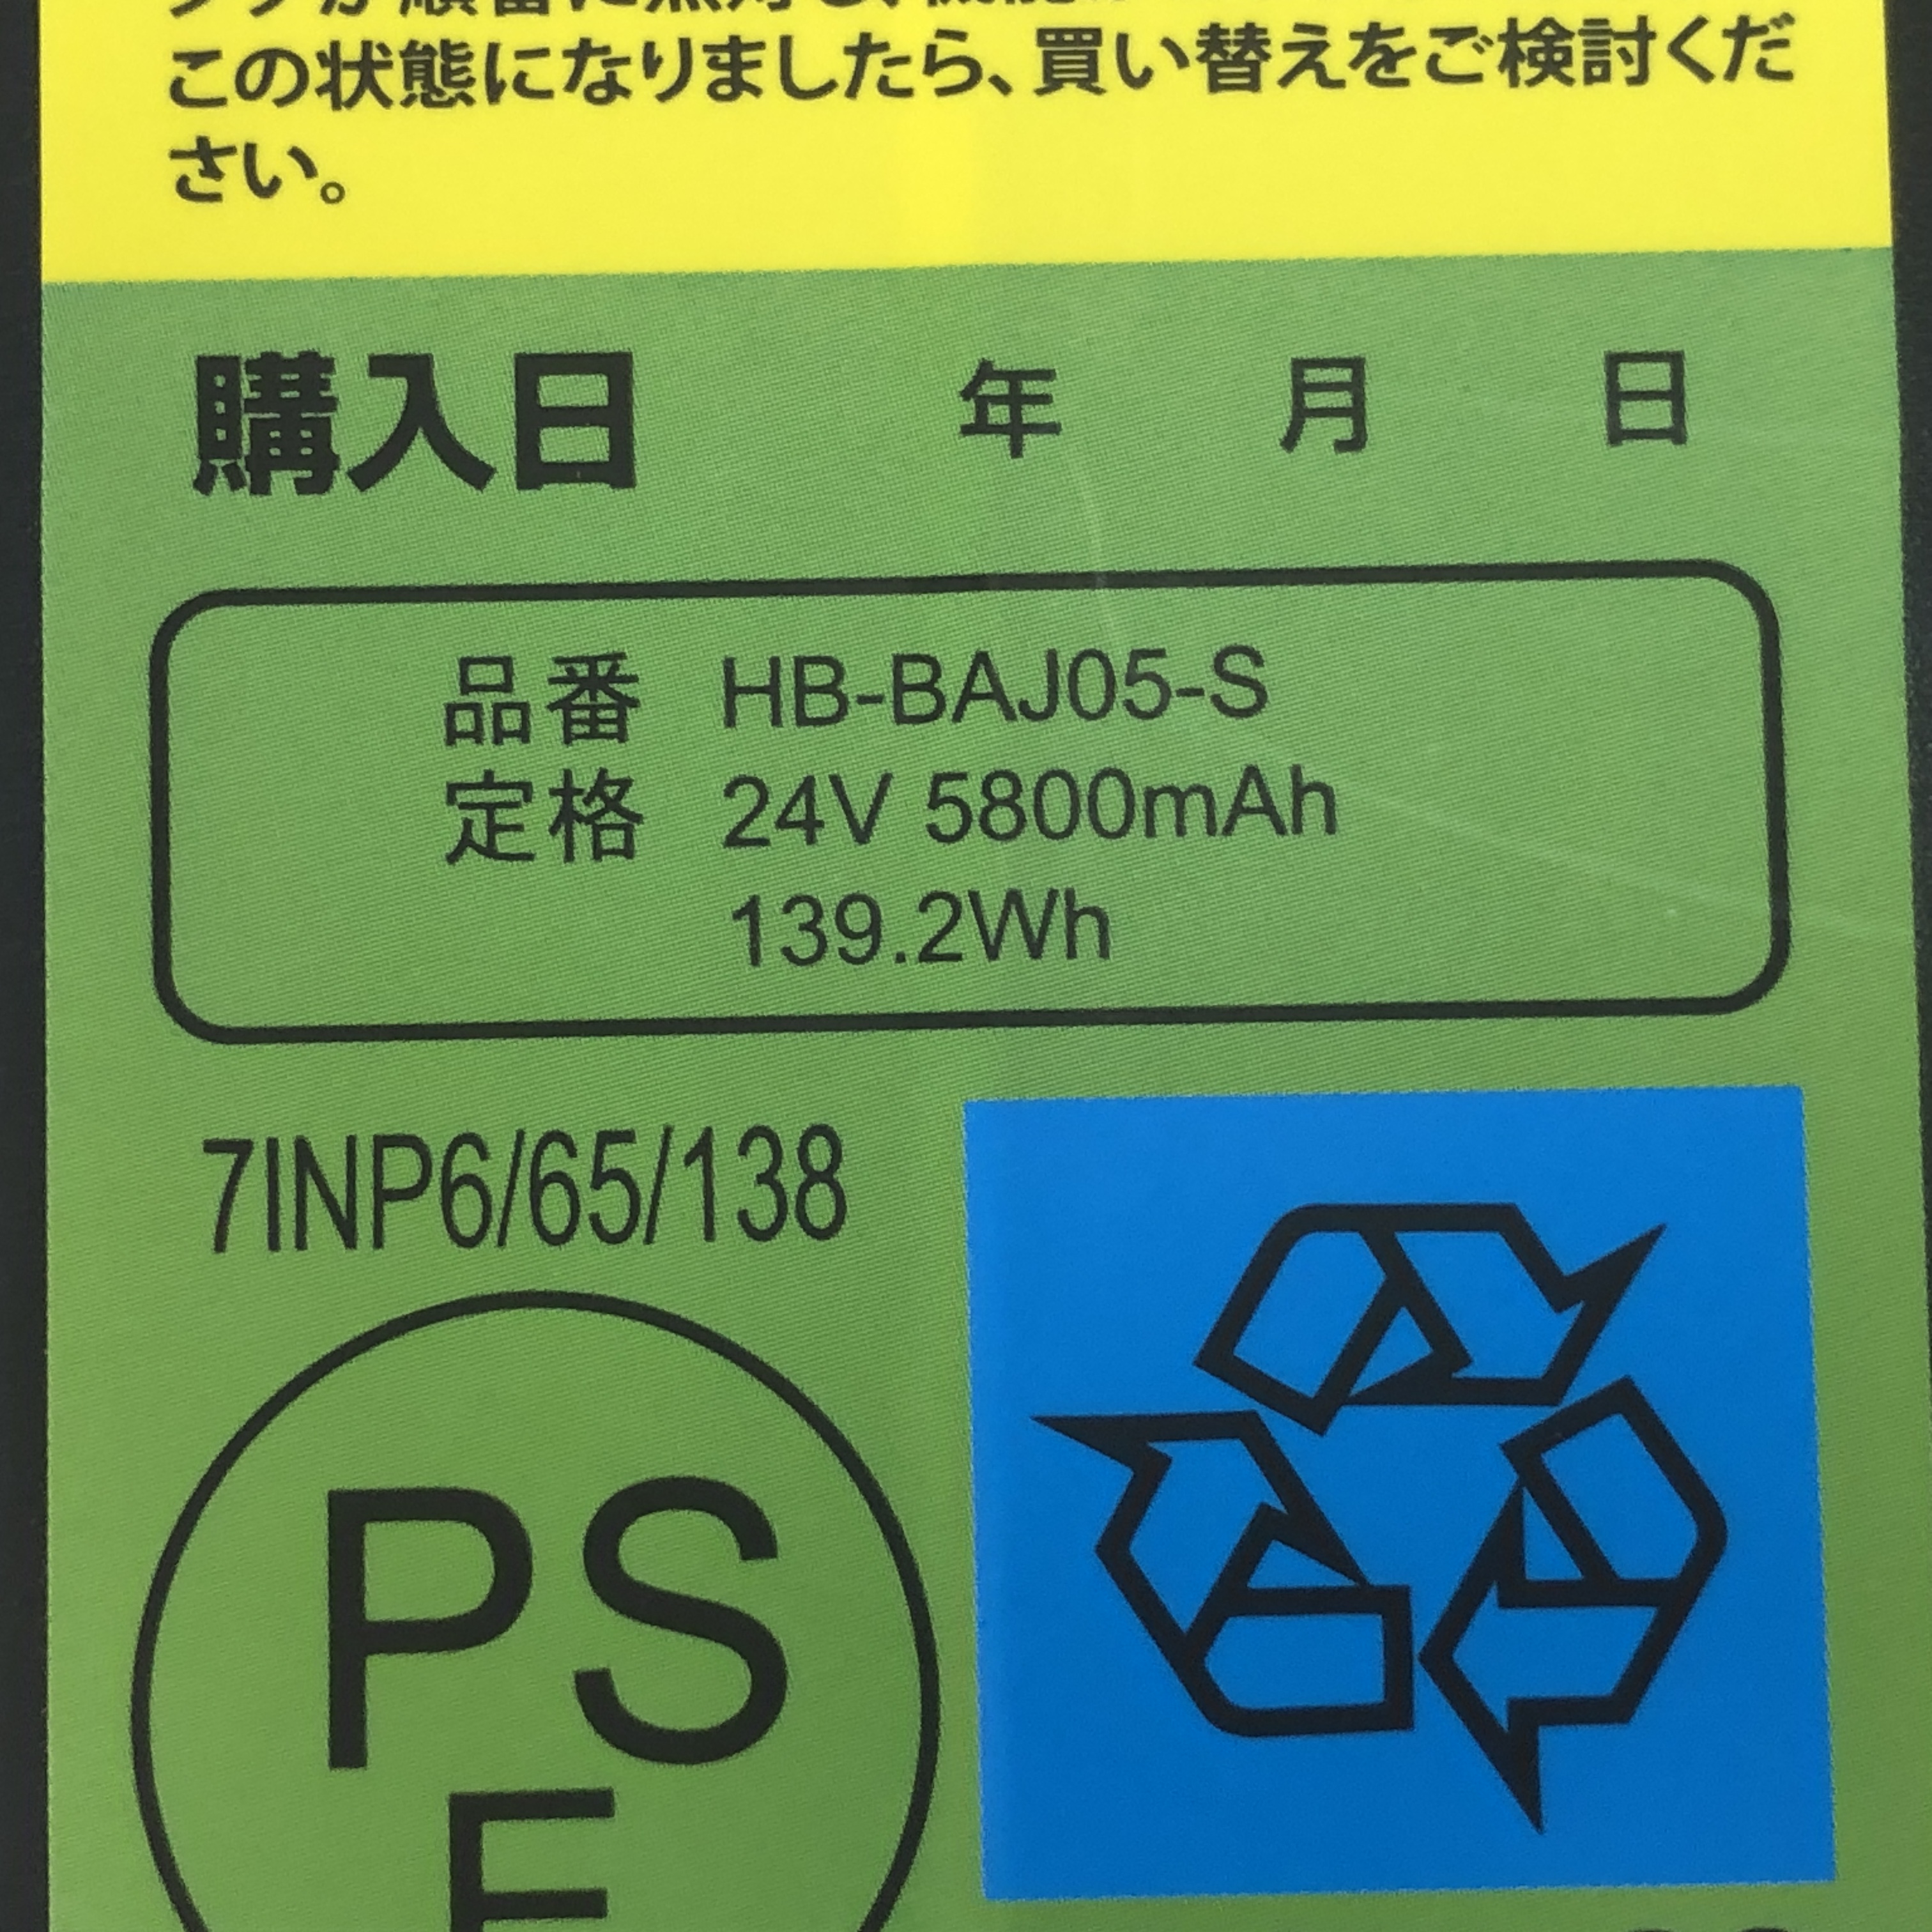 この状態になりましたら、買い替えをご検討くだ
さい。
購入日 年 月 日
品番 HB-BAJ05-S
定格 24V 5800mAh
139.2Wh
7INP6/65/138
PS
E